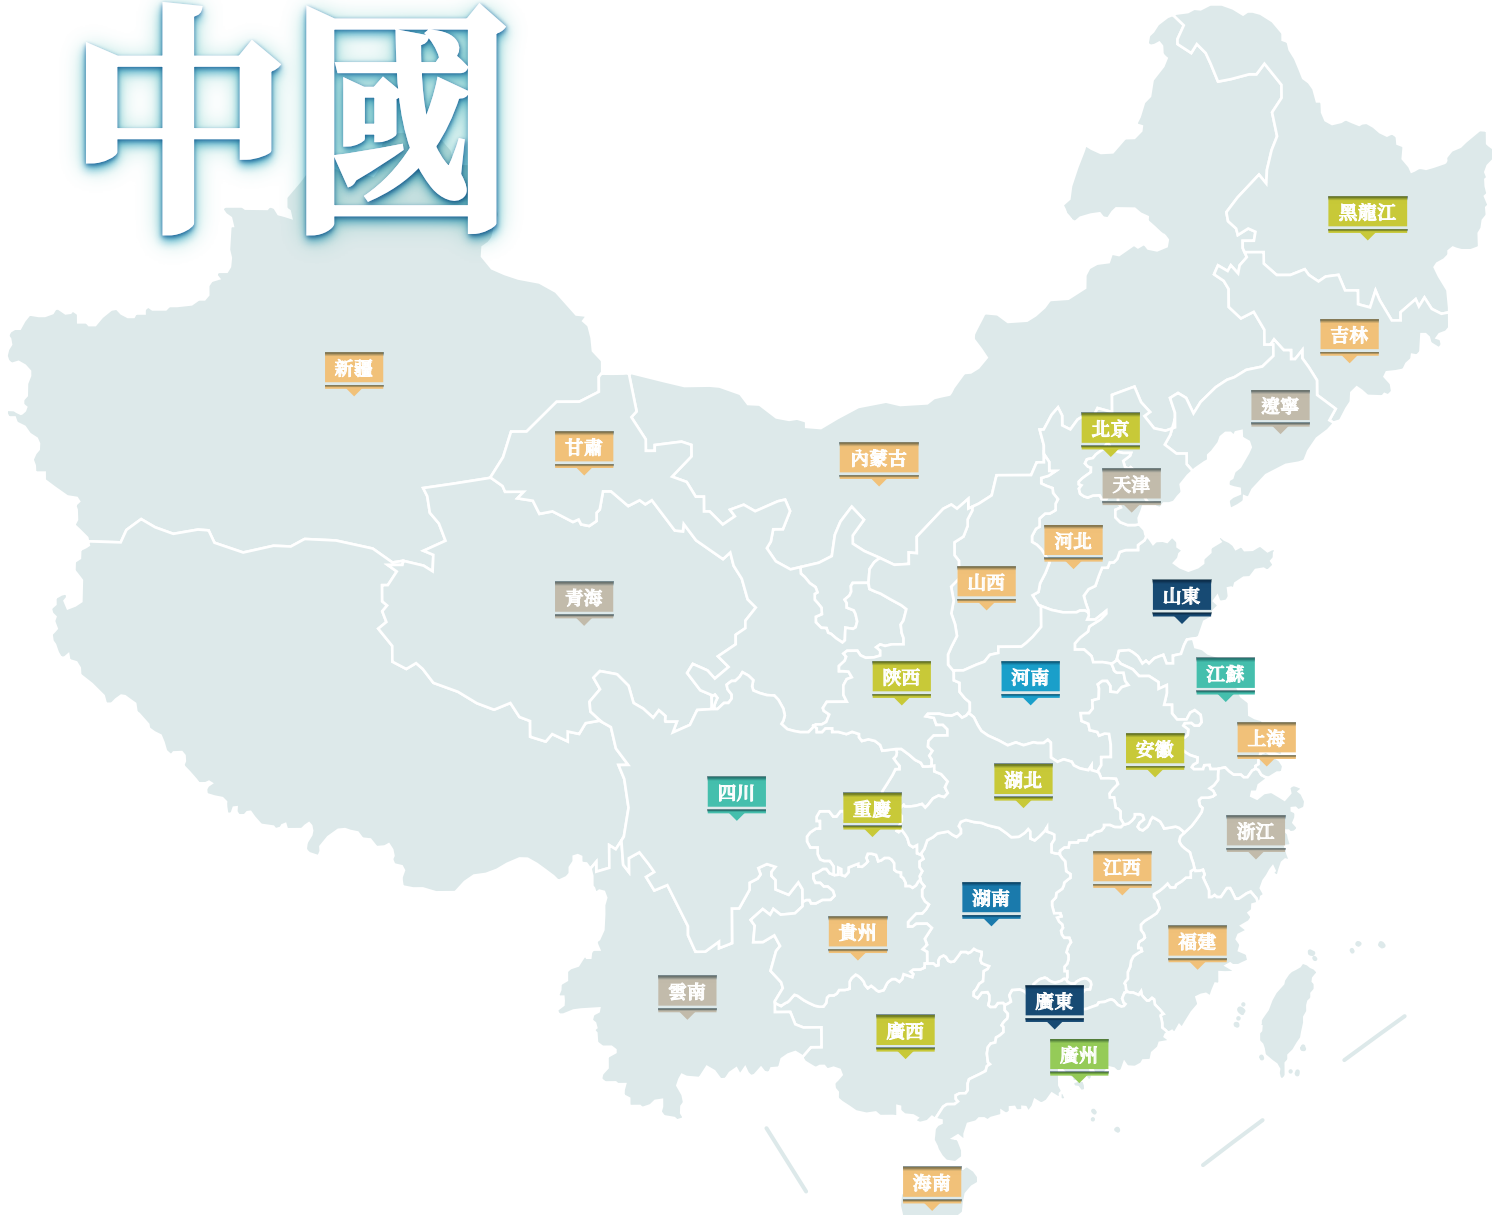 中國
黑龍江
吉林
新疆
遼寧
北京
甘肅
內蒙古
天津
河北
山西
青海
山東
陝西
河南
江蘇
上海
安徽
湖北
四川
重慶
浙江
江西
湖南
貴州
福建
雲南
廣東
廣西
廣州
海南